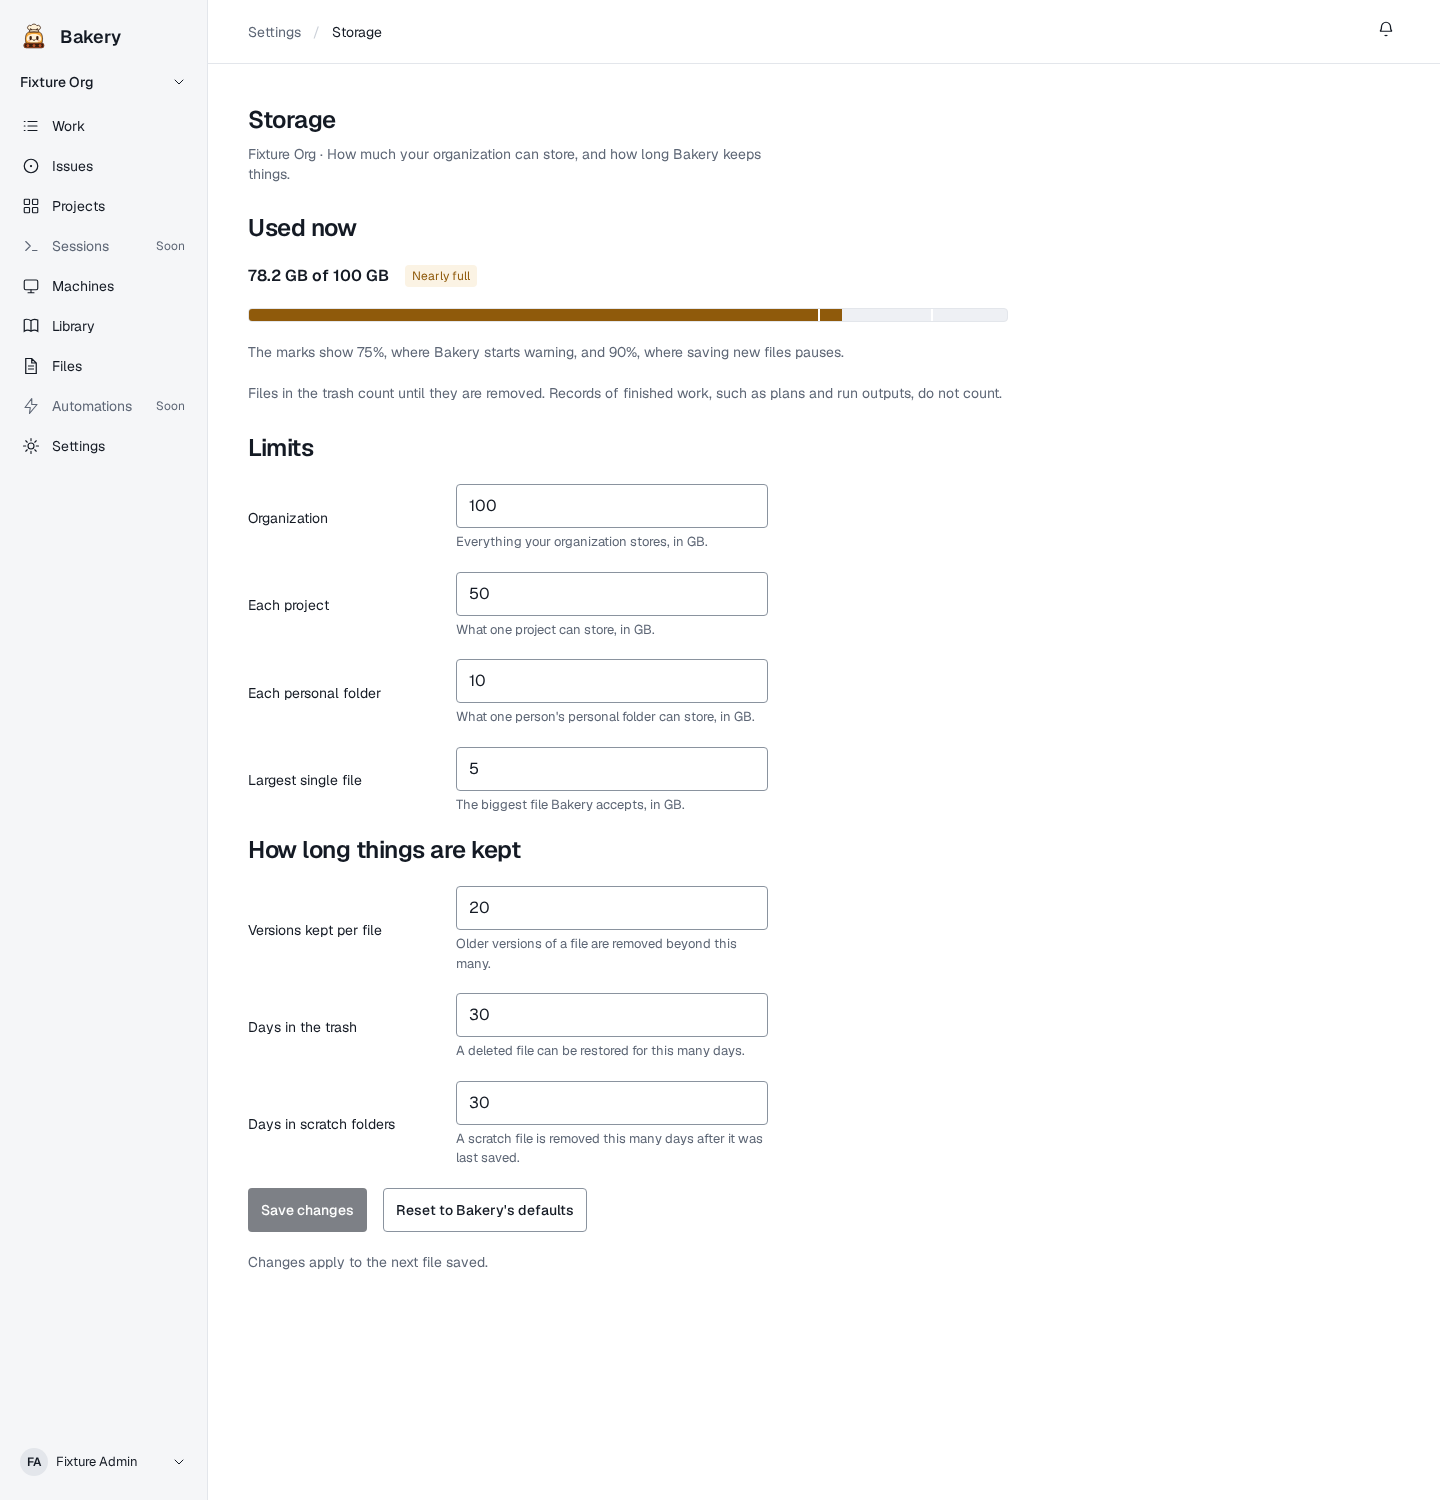 Bakery
Fixture Org
Work
Issues
Projects
Sessions Soon
Machines
Library
Files
Automations Soon
Settings
FA Fixture Admin
Settings / Storage
Storage
Fixture Org · How much your organization can store, and how long Bakery keeps
things.
Used now
78.2 GB of 100 GB Nearly full
The marks show 75%, where Bakery starts warning, and 90%, where saving new files pauses.
Files in the trash count until they are removed. Records of finished work, such as plans and run outputs, do not count.
Limits
Organization 100
Everything your organization stores, in GB.
Each project 50
What one project can store, in GB.
Each personal folder 10
What one person's personal folder can store, in GB.
Largest single file 5
The biggest file Bakery accepts, in GB.
How long things are kept
Versions kept per file 20
Older versions of a file are removed beyond this
many.
Days in the trash 30
A deleted file can be restored for this many days.
Days in scratch folders 30
A scratch file is removed this many days after it was
last saved.
Save changes Reset to Bakery's defaults
Changes apply to the next file saved.